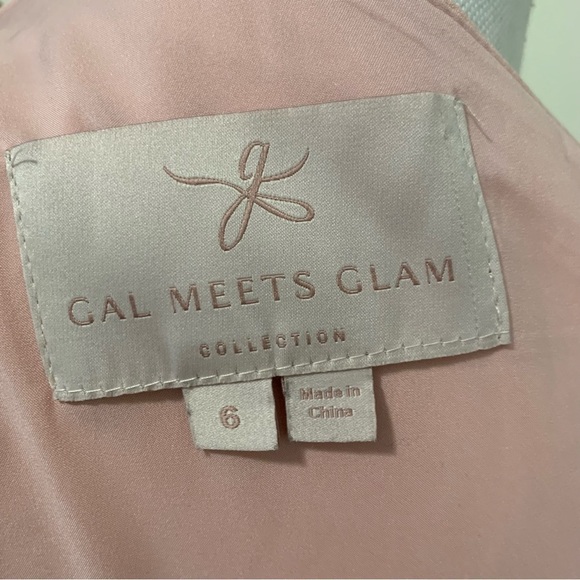 g
GAL MEETS GLAM
COLLECTION
6
Made in
China